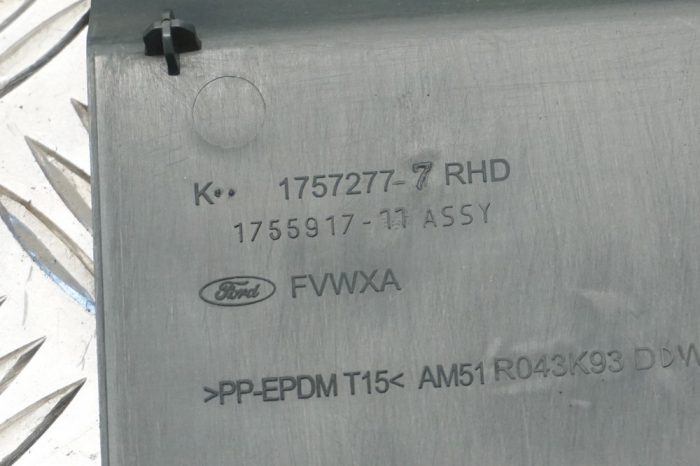 K•• 1757277-7 RHD
1755917-11 ASSY
Ford FVWXA
>PP-EPDM T15< AM51 R043K93 DDW